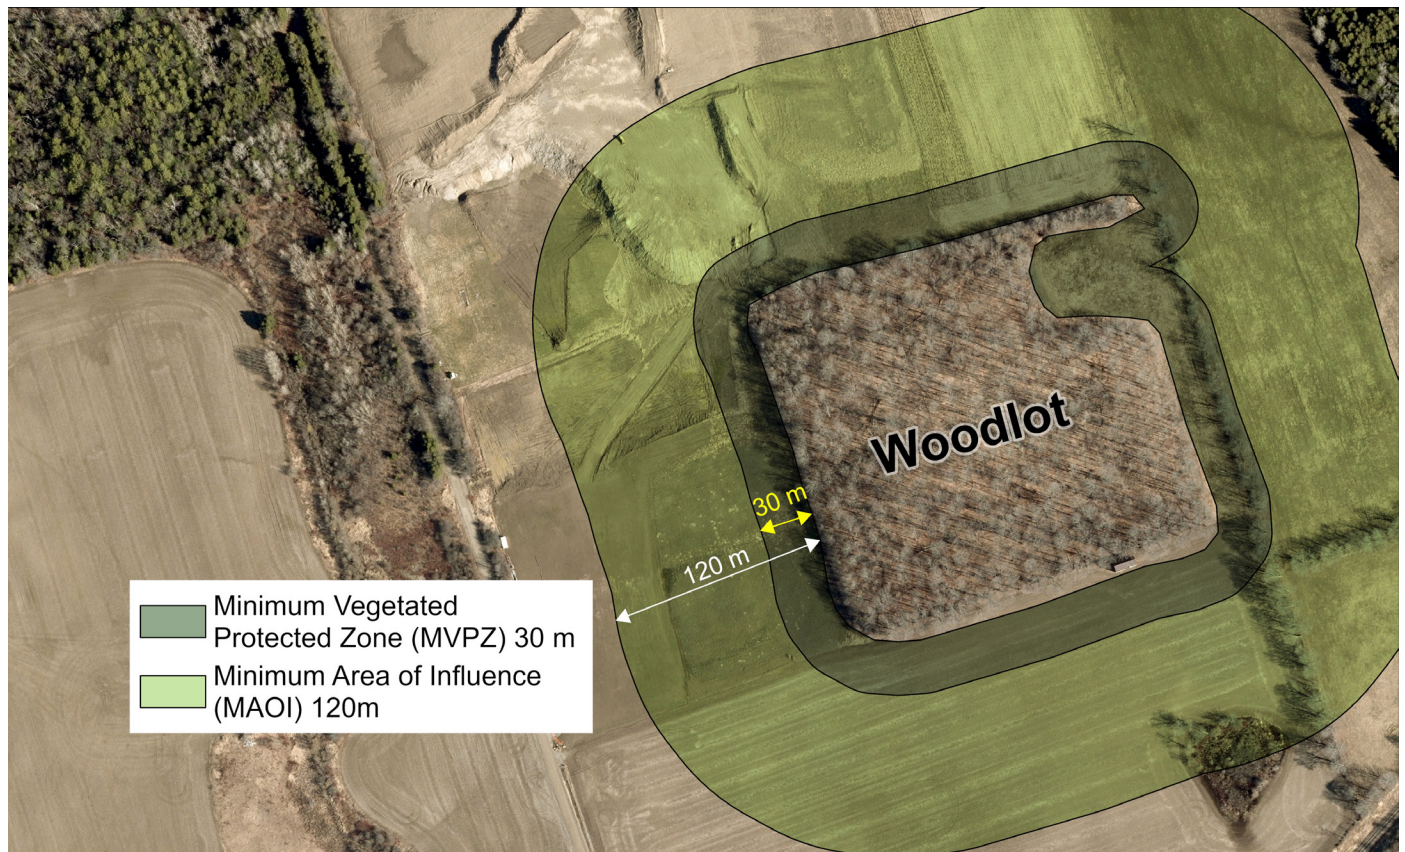 Woodlot
30 m
120 m
Minimum Vegetated
Protected Zone (MVPZ) 30 m
Minimum Area of Influence
(MAOI) 120m